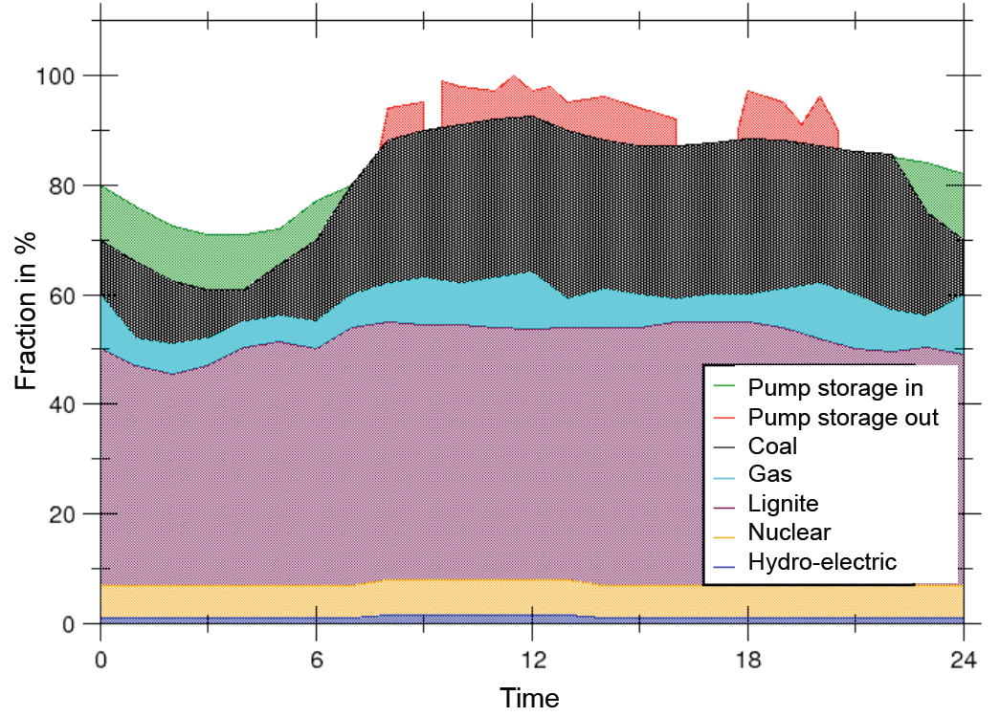 100
80
60
40
20
0
Fraction in %
Pump storage in
Pump storage out
Coal
Gas
Lignite
Nuclear
Hydro-electric
0 6 12 18 24
Time